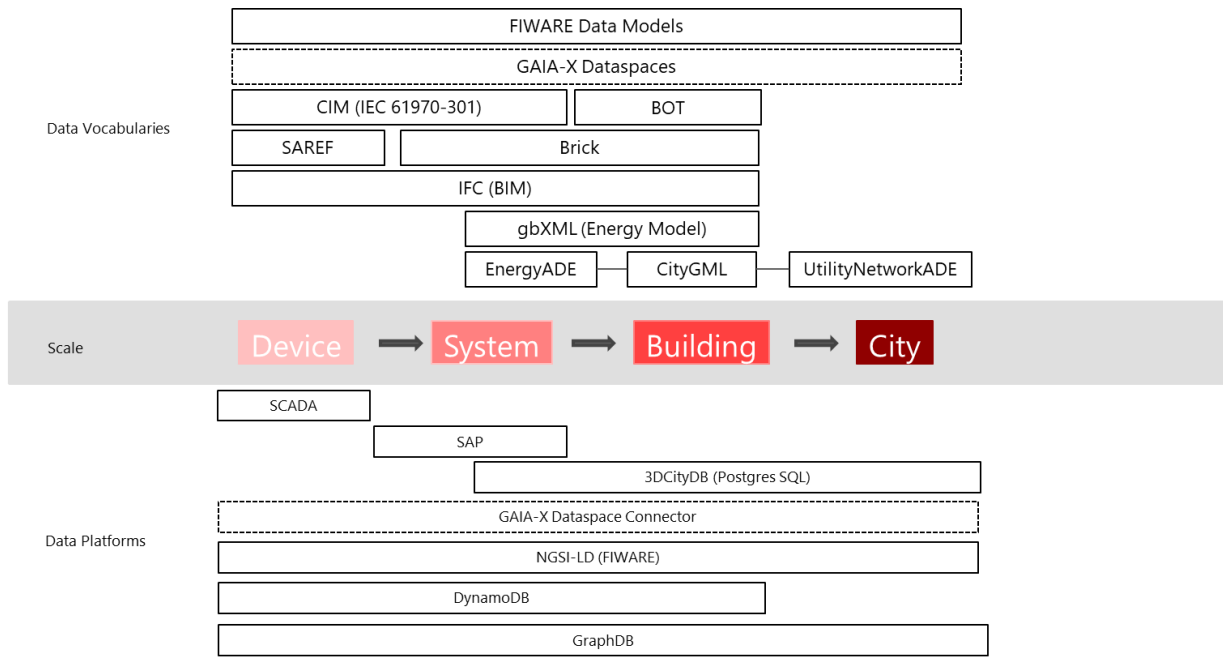 FIWARE Data Models
GAIA-X Dataspaces
CIM (IEC 61970-301)
BOT
Data Vocabularies
SAREF
Brick
IFC (BIM)
gbXML (Energy Model)
EnergyADE
CityGML
UtilityNetworkADE
Scale
Device
System
Building
City
SCADA
SAP
3DCityDB (Postgres SQL)
GAIA-X Dataspace Connector
Data Platforms
NGSI-LD (FIWARE)
DynamoDB
GraphDB